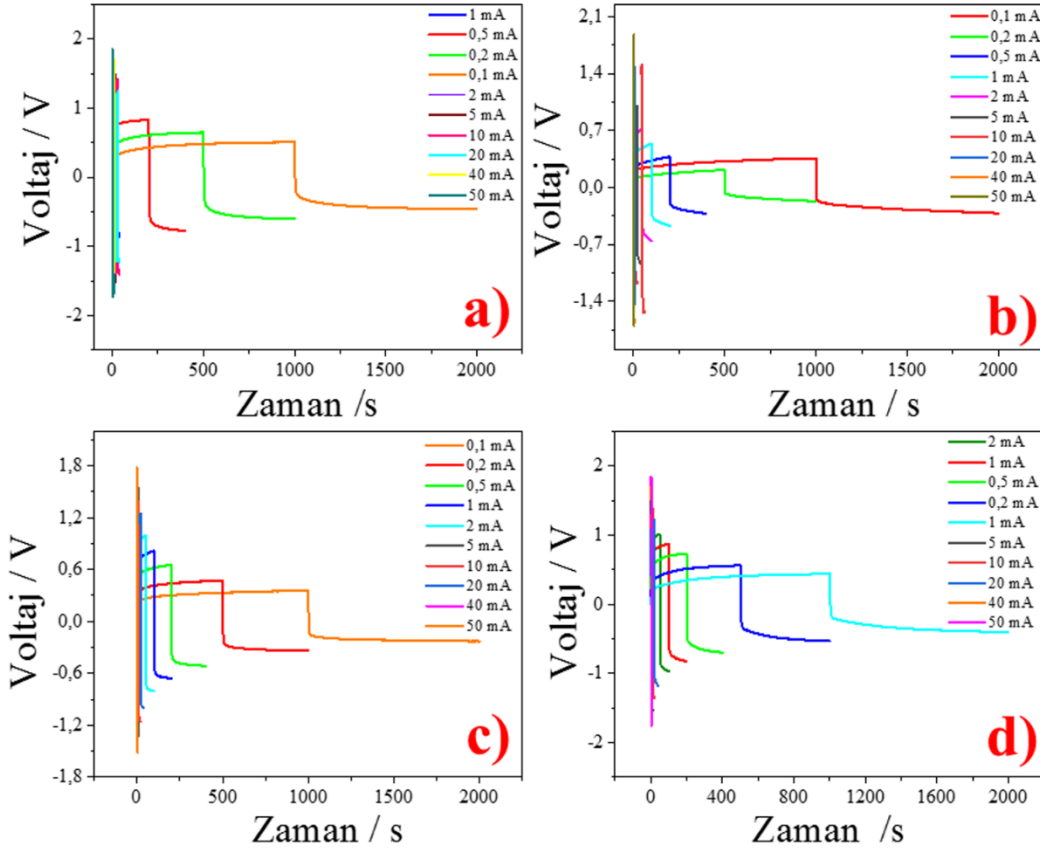 1 mA
0,5 mA
0,2 mA
0,1 mA
2 mA
5 mA
10 mA
20 mA
40 mA
50 mA
2
1
0
-1
-2
Voltaj / V
a)
0
500
1000
1500
2000
Zaman /s
0,1 mA
0,2 mA
0,5 mA
1 mA
2 mA
5 mA
10 mA
20 mA
40 mA
50 mA
2,1
1,4
0,7
0,0
-0,7
-1,4
Voltaj / V
b)
0
500
1000
1500
2000
Zaman / s
0,1 mA
0,2 mA
0,5 mA
1 mA
2 mA
5 mA
10 mA
20 mA
40 mA
50 mA
1,8
1,2
0,6
0,0
-0,6
-1,2
-1,8
Voltaj / V
c)
0
500
1000
1500
2000
Zaman / s
2 mA
1 mA
0,5 mA
0,2 mA
1 mA
5 mA
10 mA
20 mA
40 mA
50 mA
2
1
0
-1
-2
Voltaj / V
d)
0
400
800
1200
1600
2000
Zaman /s